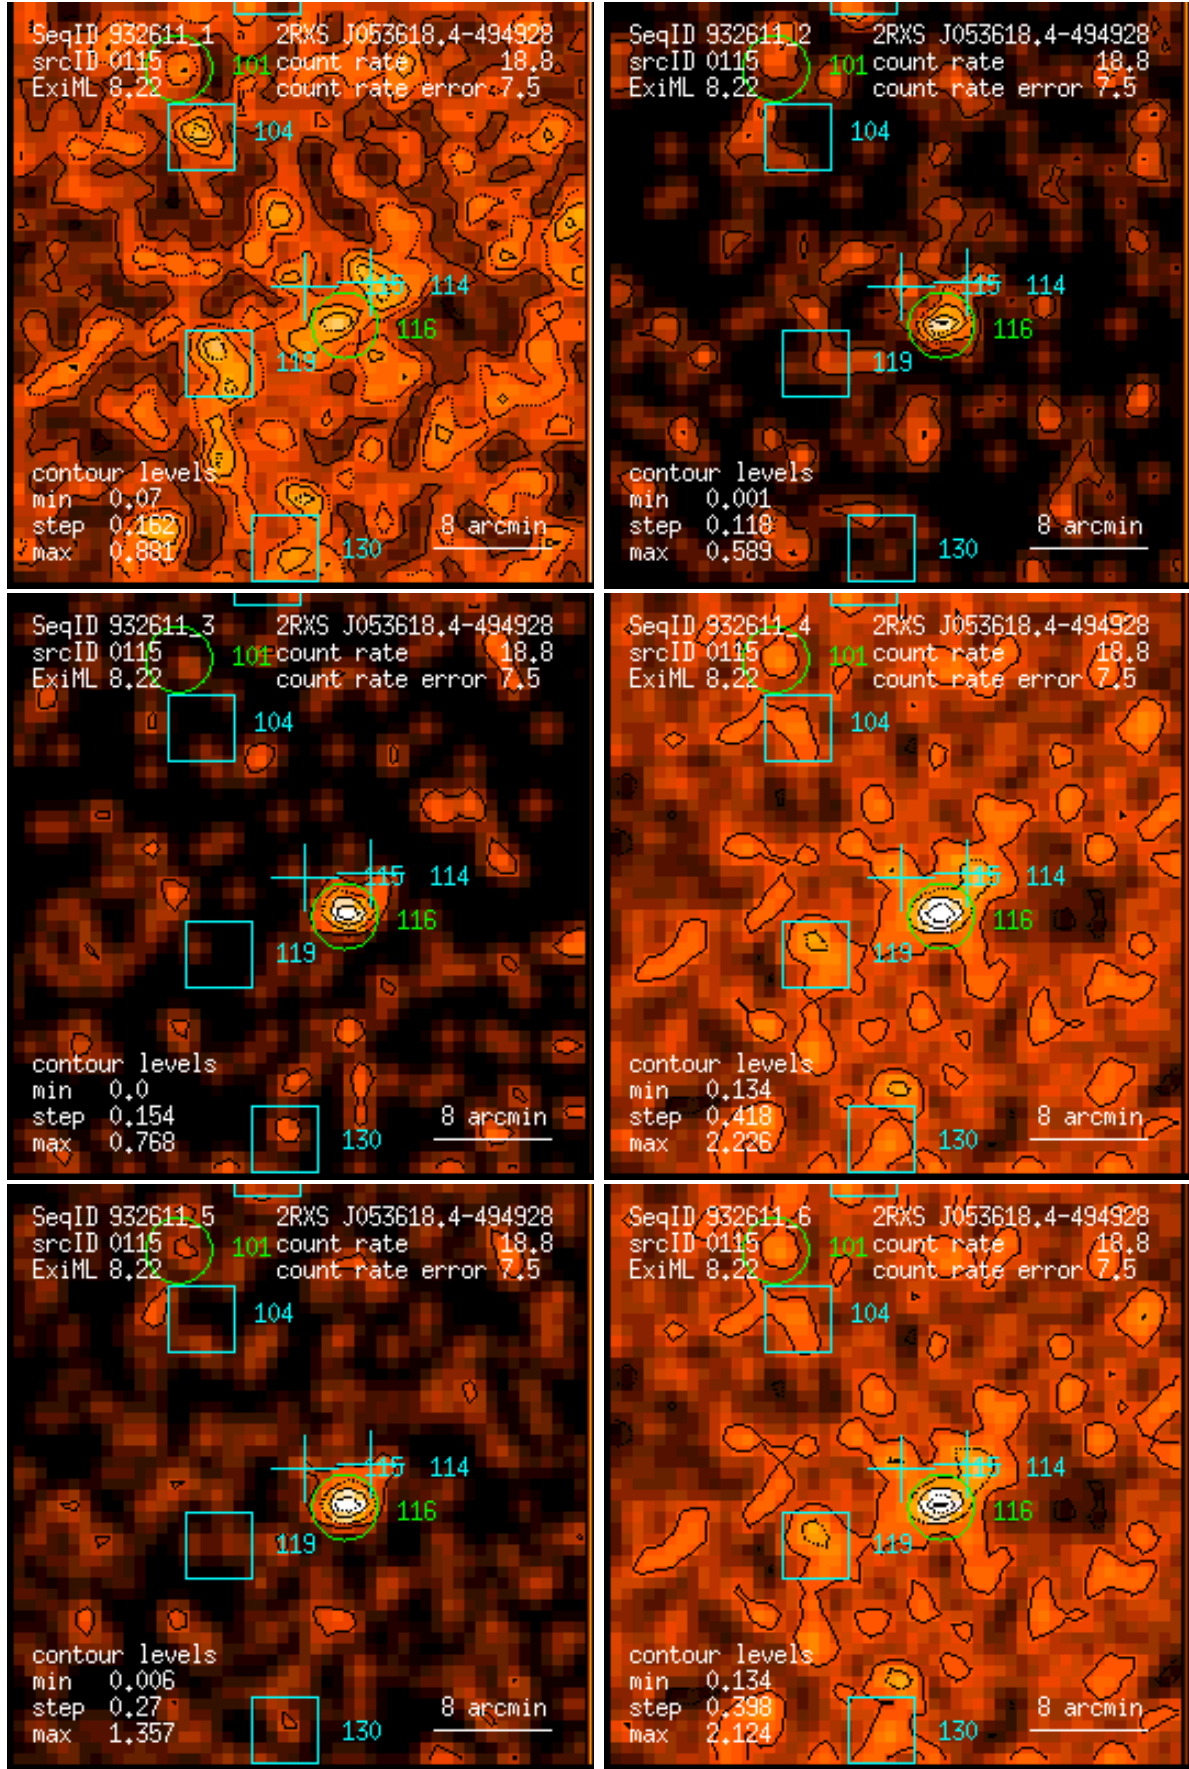 SeqID 932611_1 2RXS J053618.4-494928
srcID 0115 101 count rate 18.8
ExiML 8.22 count rate error 7.5
104
115 114
116
119
contour levels
min 0.07
step 0.162 8 arcmin
max 0.881 130
SeqID 932611_2 2RXS J053618.4-494928
srcID 0115 101 count rate 18.8
ExiML 8.22 count rate error 7.5
104
115 114
116
119
contour levels
min 0.001
step 0.118 8 arcmin
max 0.589 130
SeqID 932611_3 2RXS J053618.4-494928
srcID 0115 101 count rate 18.8
ExiML 8.22 count rate error 7.5
104
115 114
116
119
contour levels
min 0.0
step 0.154 8 arcmin
max 0.768 130
SeqID 932611_4 2RXS J053618.4-494928
srcID 0115 101 count rate 18.8
ExiML 8.22 count rate error 7.5
104
115 114
116
119
contour levels
min 0.134
step 0.418 8 arcmin
max 2.226 130
SeqID 932611_5 2RXS J053618.4-494928
srcID 0115 101 count rate 18.8
ExiML 8.22 count rate error 7.5
104
115 114
116
119
contour levels
min 0.006
step 0.27 8 arcmin
max 1.357 130
SeqID 932611_6 2RXS J053618.4-494928
srcID 0115 101 count rate 18.8
ExiML 8.22 count rate error 7.5
104
115 114
116
119
contour levels
min 0.134
step 0.398 8 arcmin
max 2.124 130